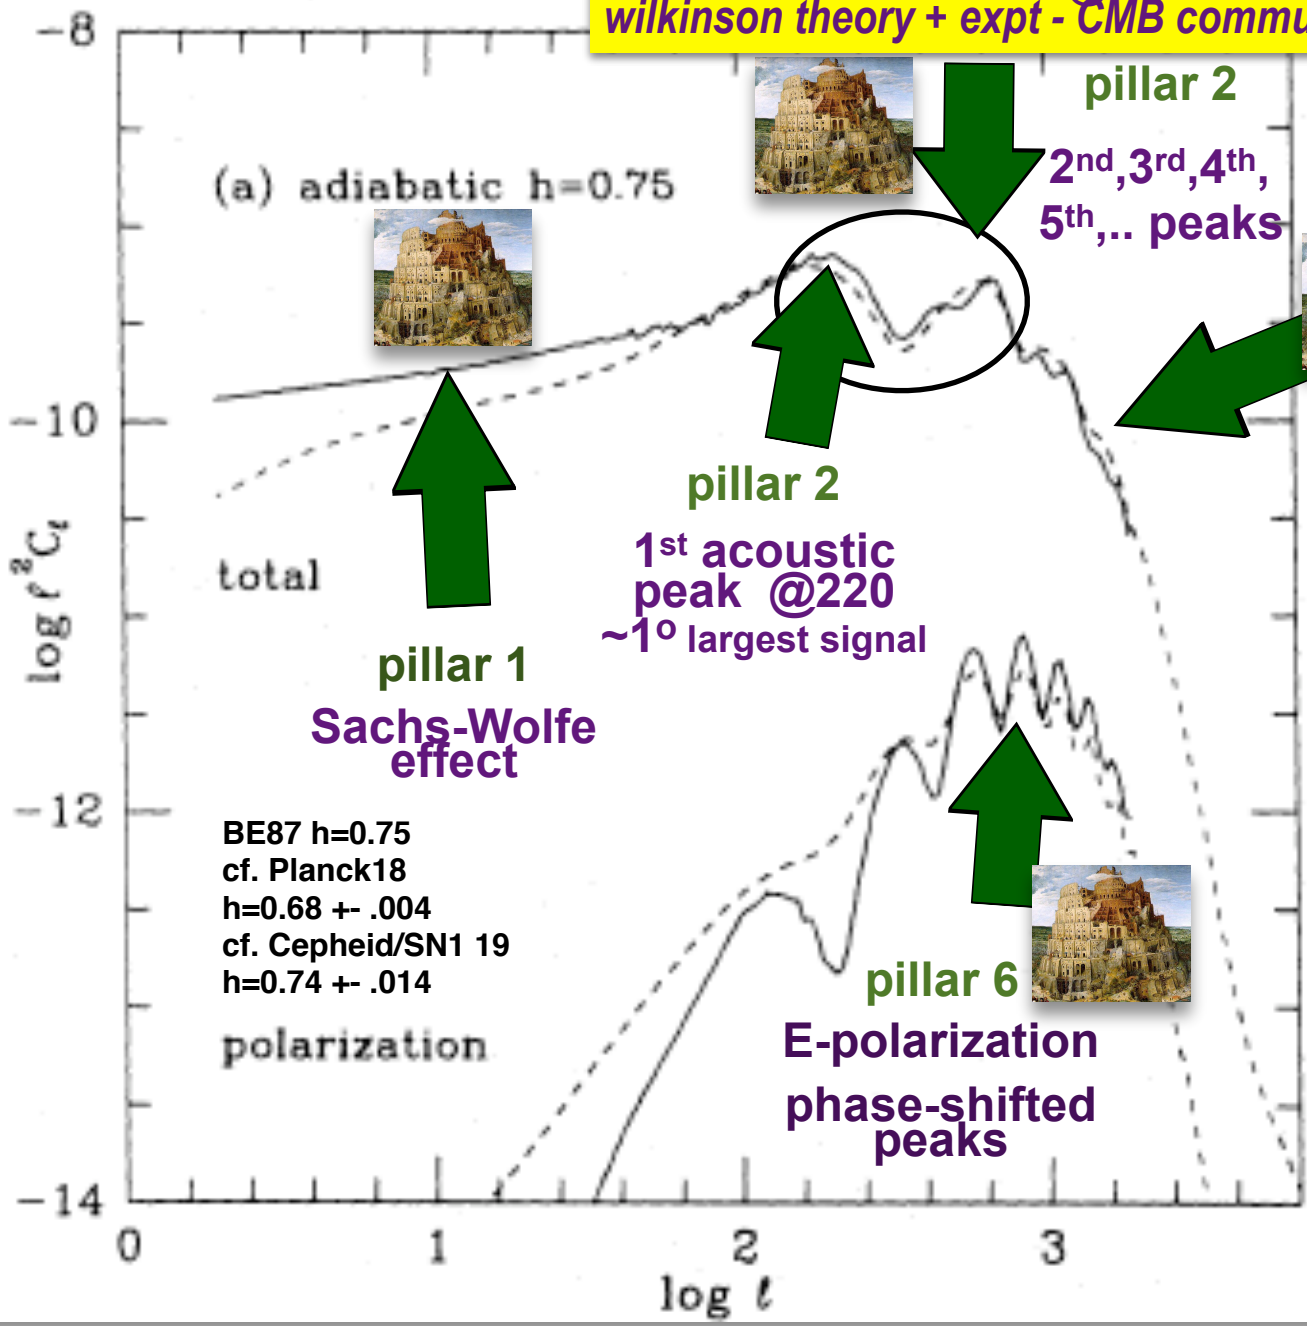 wilkinson theory + expt - CMB commu
-8
pillar 2
2nd,3rd,4th,
5th,.. peaks
(a) adiabatic h=0.75
-10
pillar 2
1st acoustic
peak @220
~1o largest signal
total
log ℓ²Cℓ
pillar 1
Sachs-Wolfe
effect
-12
BE87 h=0.75
cf. Planck18
h=0.68 +- .004
cf. Cepheid/SN1 19
h=0.74 +- .014
pillar 6
E-polarization
phase-shifted
peaks
polarization
-14
0 1 2 3
log ℓ